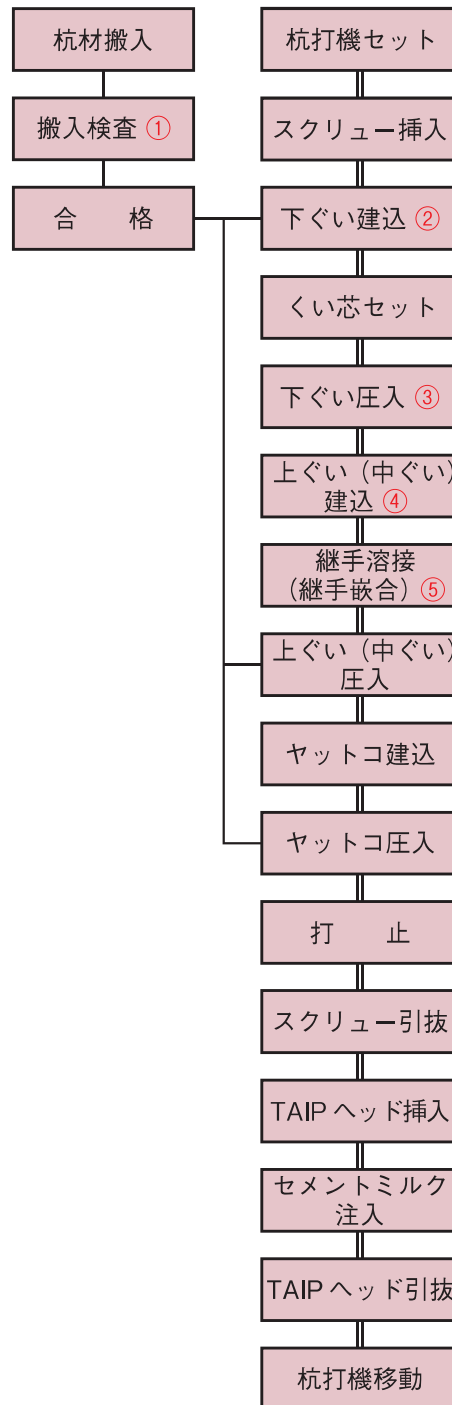 杭材搬入
搬入検査 ①
合　格
杭打機セット
スクリュー挿入
下ぐい建込 ②
くい芯セット
下ぐい圧入 ③
上ぐい（中ぐい）
建込 ④
継手溶接
（継手嵌合）⑤
上ぐい（中ぐい）
圧入
ヤットコ建込
ヤットコ圧入
打　止
スクリュー引抜
TAIP ヘッド挿入
セメントミルク
注入
TAIP ヘッド引抜
杭打機移動